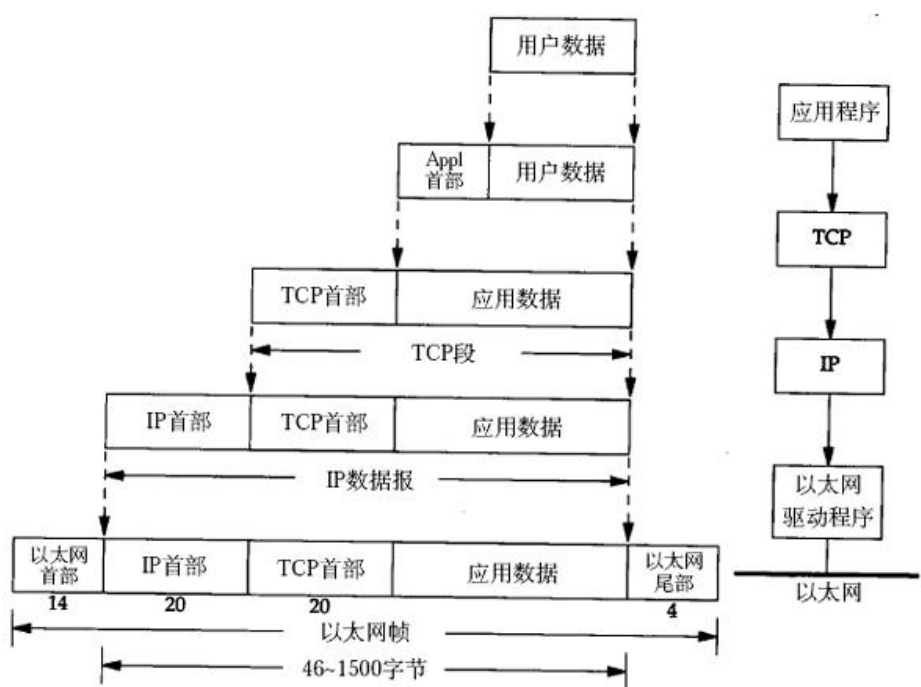 用户数据
应用程序
Appl
首部
用户数据
TCP
TCP首部
应用数据
TCP段
IP
IP首部
TCP首部
应用数据
IP数据报
以太网
驱动程序
以太网
首部
IP首部
TCP首部
应用数据
以太网
尾部
以太网
14
20
20
4
以太网帧
46~1500字节